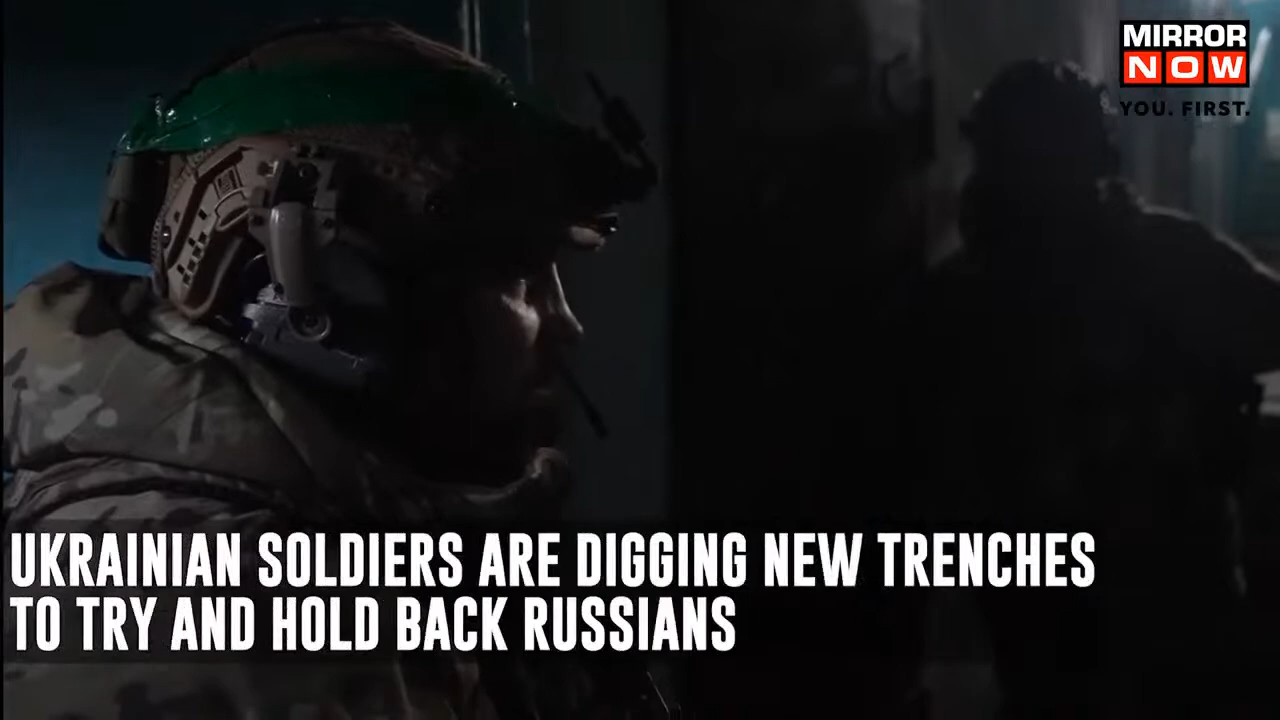 MIRROR
NOW
YOU. FIRST.
UKRAINIAN SOLDIERS ARE DIGGING NEW TRENCHES
TO TRY AND HOLD BACK RUSSIANS